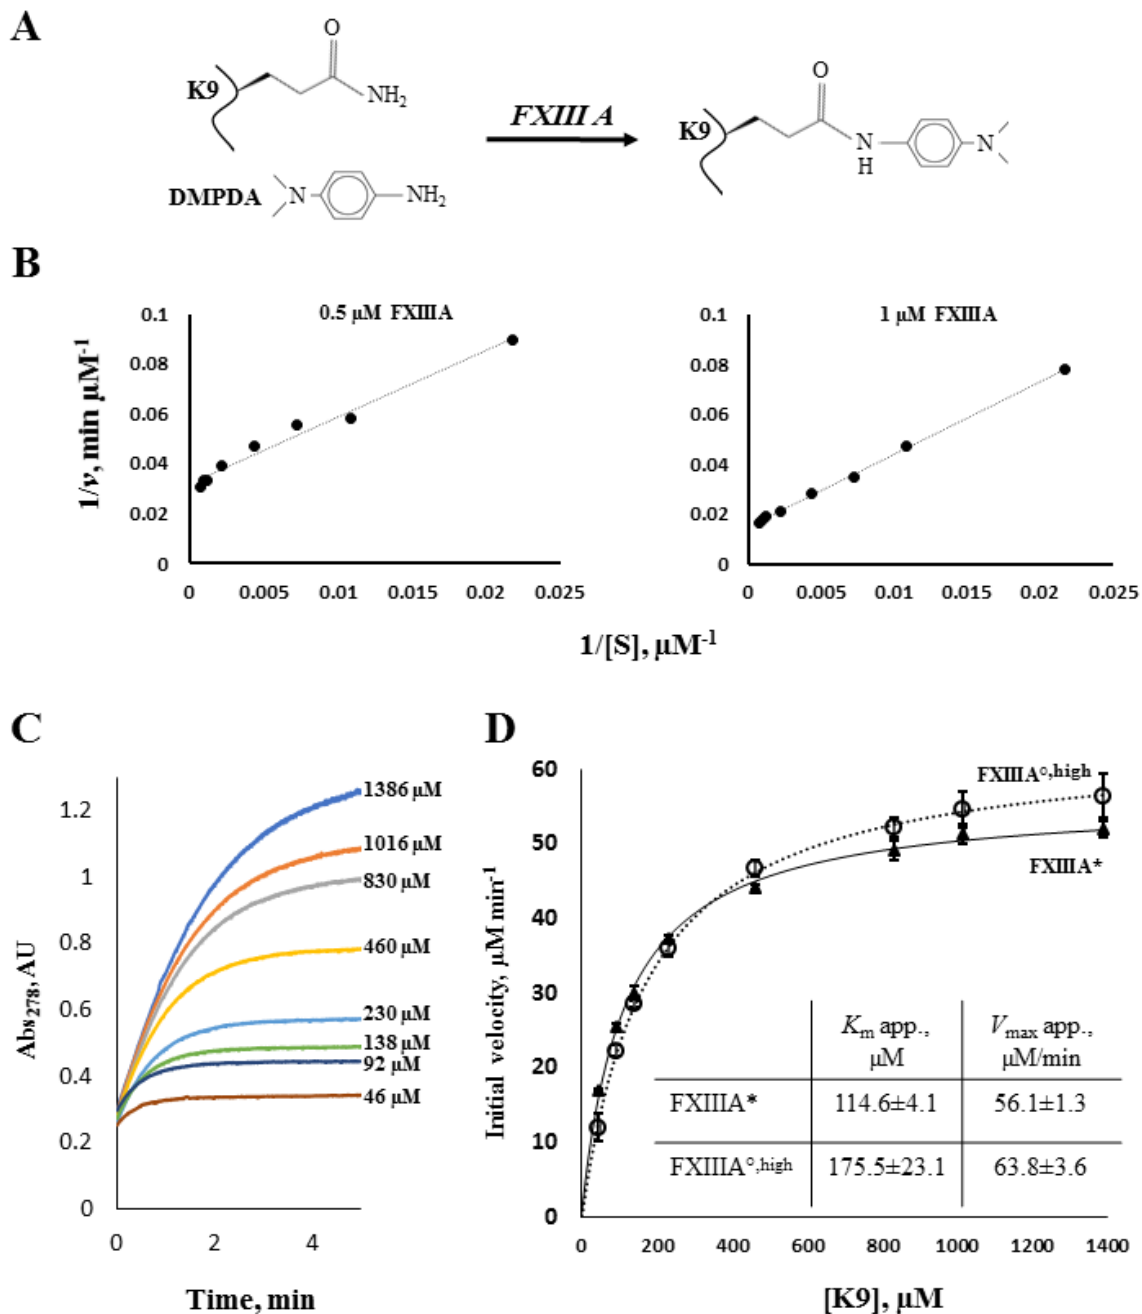 A
O
K9
NH2
FXIII A
O
K9
N
H
N
DMPDA
N
NH2
B
0.5 µM FXIIIA
1 µM FXIIIA
1/v, min µM-1
0.1
0.08
0.06
0.04
0.02
0
0 0.005 0.01 0.015 0.02 0.025
0.1
0.08
0.06
0.04
0.02
0
0 0.005 0.01 0.015 0.02 0.025
1/[S], µM-1
C
Abs278, AU
1.2
1
0.8
0.6
0.4
0.2
0
1386 µM
1016 µM
830 µM
460 µM
230 µM
138 µM
92 µM
46 µM
0 2 4
Time, min
D
Initial velocity, µM min-1
60
50
40
30
20
10
0
FXIIIA°,high
FXIIIA*
Km app., µM
Vmax app., µM/min
FXIIIA* 114.6±4.1 56.1±1.3
FXIIIA°,high 175.5±23.1 63.8±3.6
0 200 400 600 800 1000 1200 1400
[K9], µM